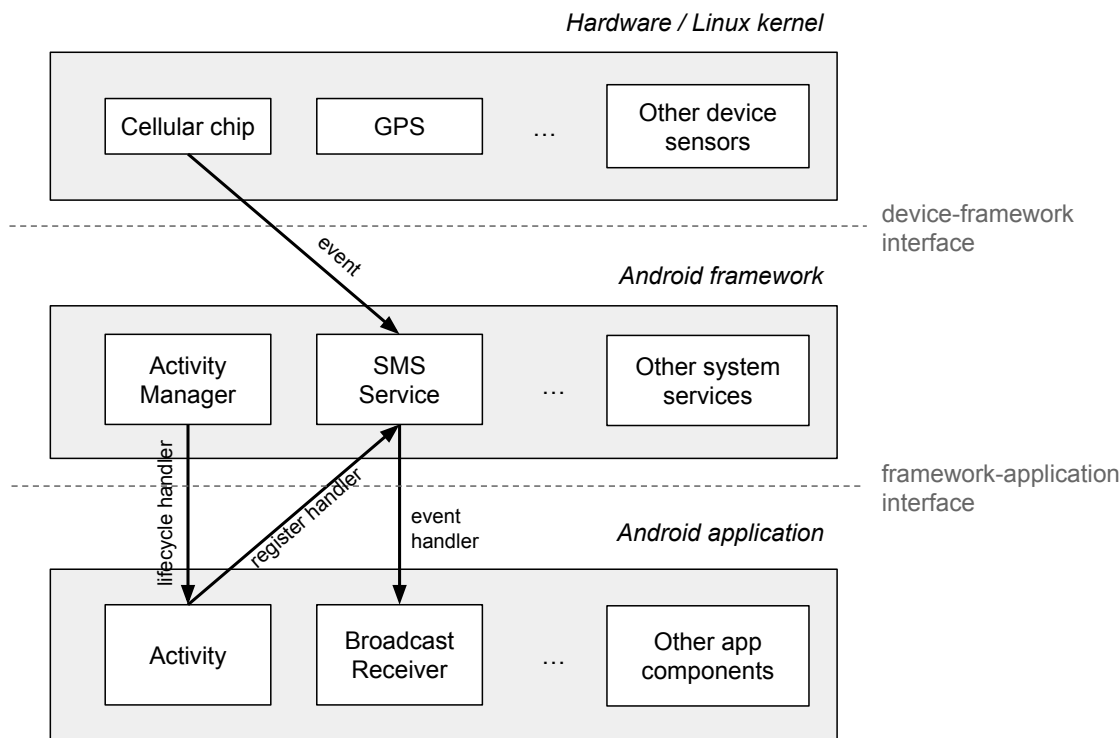 Hardware / Linux kernel
Cellular chip
GPS
...
Other device
sensors
device-framework
interface
event
Android framework
Activity
Manager
SMS
Service
...
Other system
services
lifecycle handler
register handler
event
handler
framework-application
interface
Android application
Activity
Broadcast
Receiver
...
Other app
components